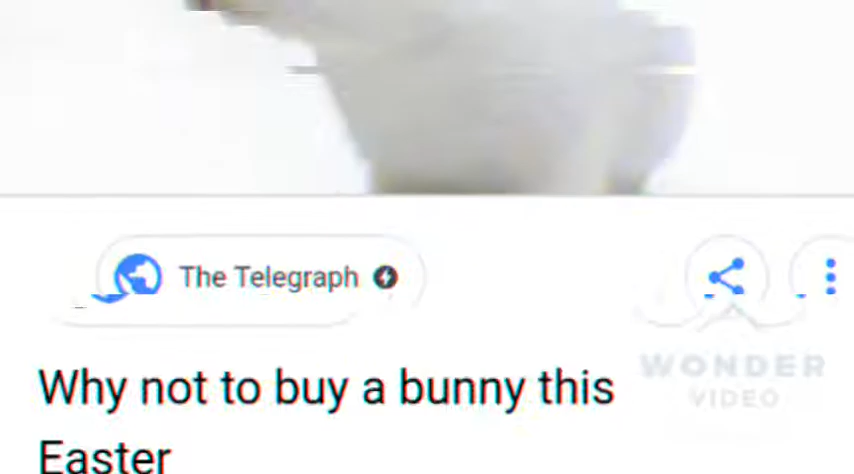 The Telegraph
Why not to buy a bunny this
Easter
WONDER
VIDEO